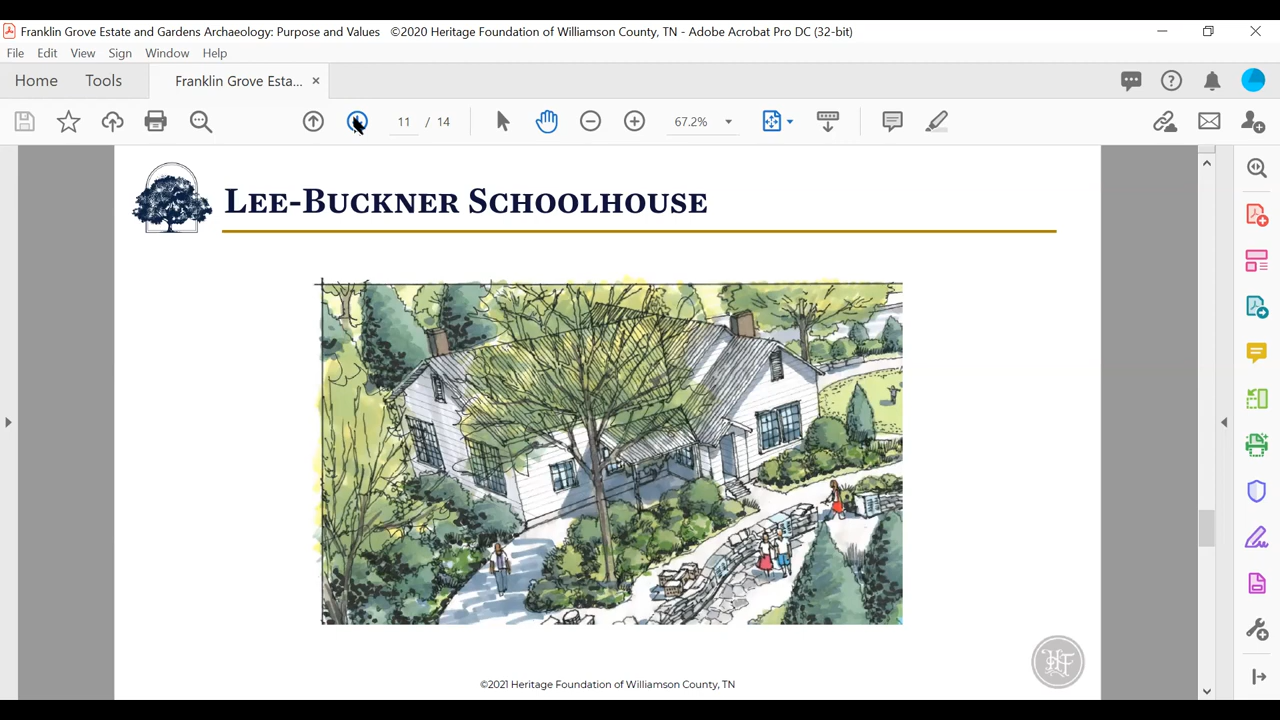 Franklin Grove Estate and Gardens Archaeology: Purpose and Values   ©2020 Heritage Foundation of Williamson County, TN - Adobe Acrobat Pro DC (32-bit)
File Edit View Sign Window Help
Home Tools Franklin Grove Esta... ×
11 / 14 67.2%
LEE-BUCKNER SCHOOLHOUSE
HF
©2021 Heritage Foundation of Williamson County, TN